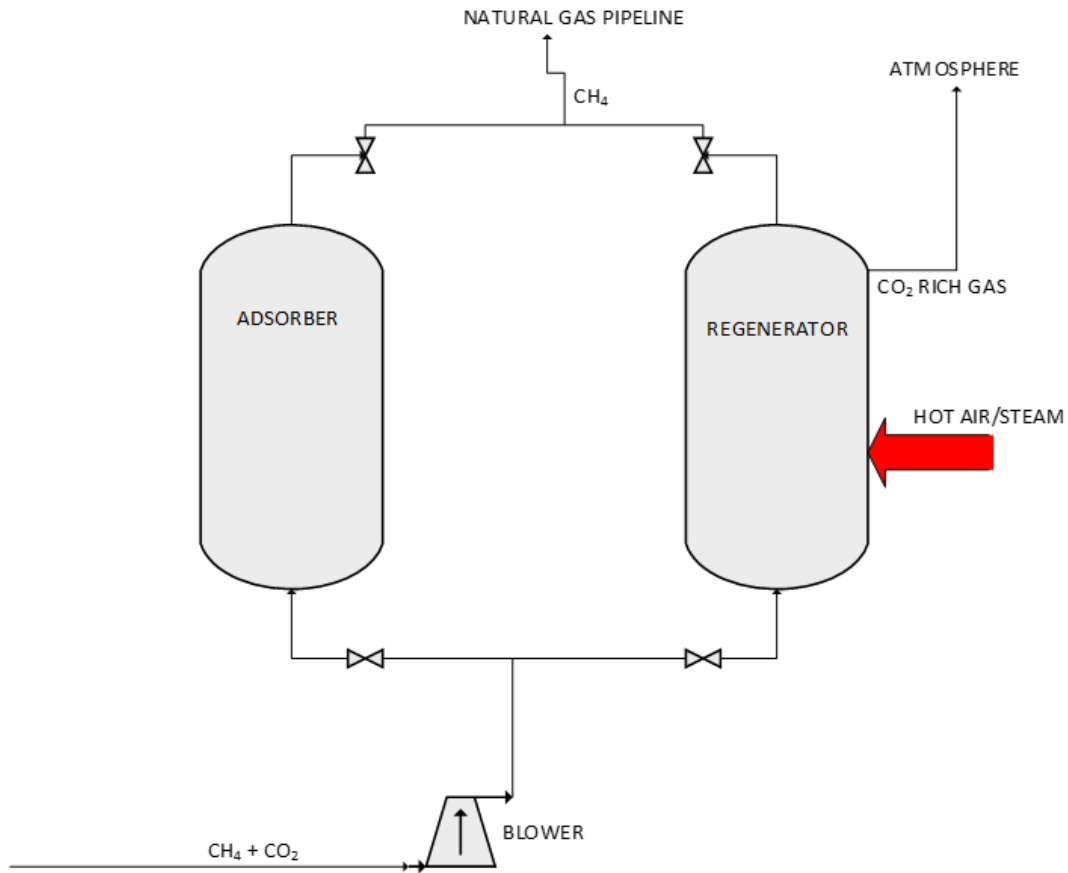 NATURAL GAS PIPELINE
ATMOSPHERE
CH₄
CO₂ RICH GAS
ADSORBER
REGENERATOR
HOT AIR/STEAM
BLOWER
CH₄ + CO₂